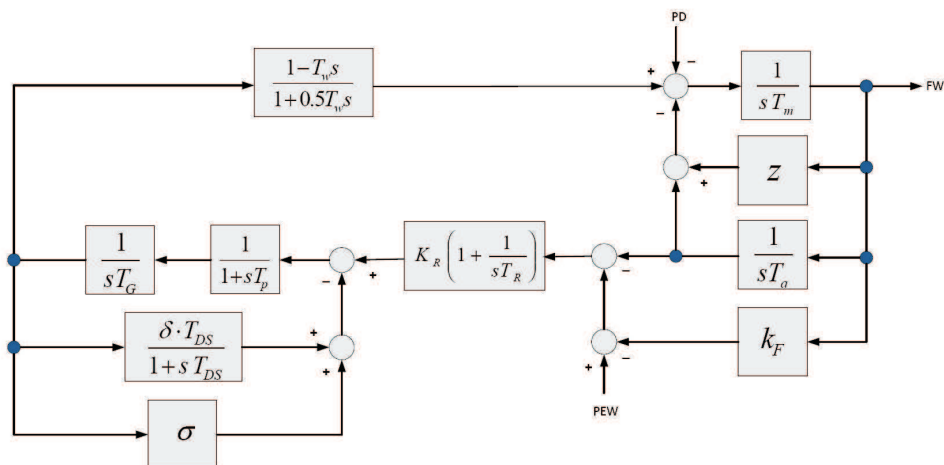 PD
1−T_w s / 1+0.5T_w s
+
−
1 / sT_m
FW
−
+
z
1 / sT_G
1 / 1+sT_p
−
+
K_R (1 + 1 / sT_R)
−
1 / sT_a
δ·T_DS / 1+sT_DS
+
+
+
−
k_F
PEW
σ